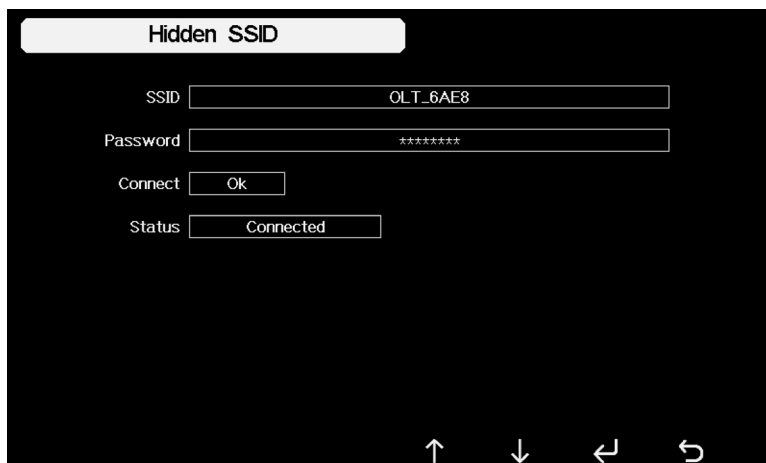 Hidden SSID
SSID OLT_6AE8
Password ********
Connect Ok
Status Connected